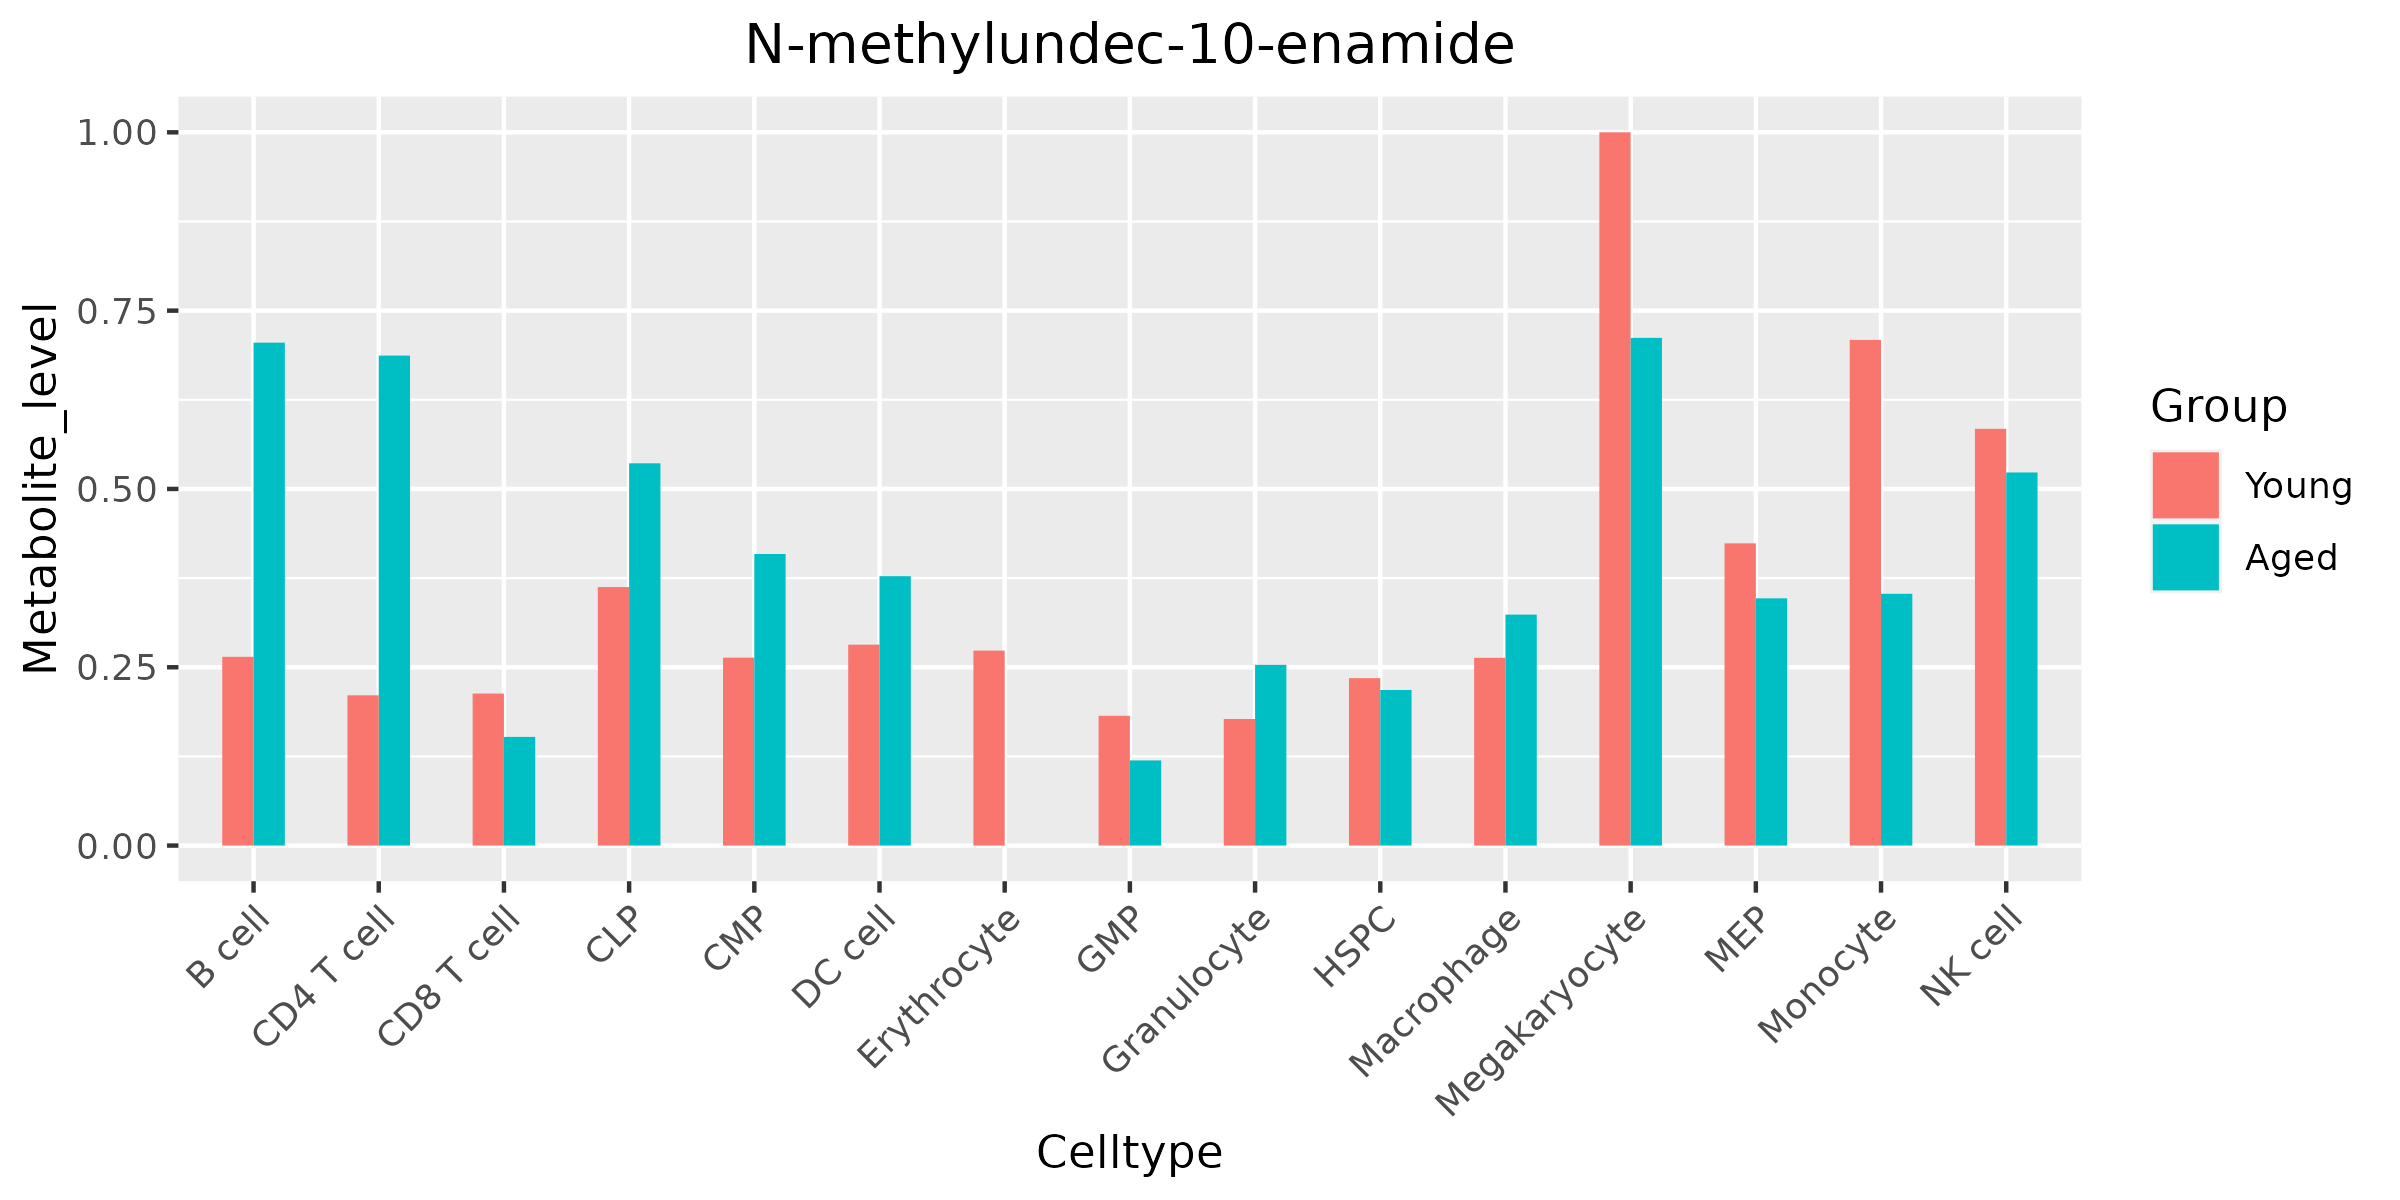 N-methylundec-10-enamide
Metabolite_level
1.00
0.75
0.50
0.25
0.00
B cell
CD4 T cell
CD8 T cell
CLP
CMP
DC cell
Erythrocyte
GMP
Granulocyte
HSPC
Macrophage
Megakaryocyte
MEP
Monocyte
NK cell
Celltype
Group
Young
Aged